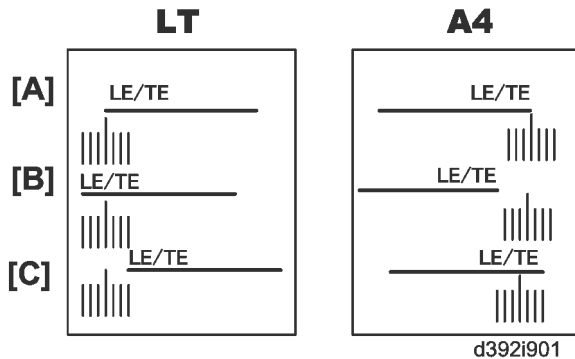 LT A4
[A] LE/TE LE/TE
[B] LE/TE LE/TE
[C] LE/TE LE/TE
d392i901